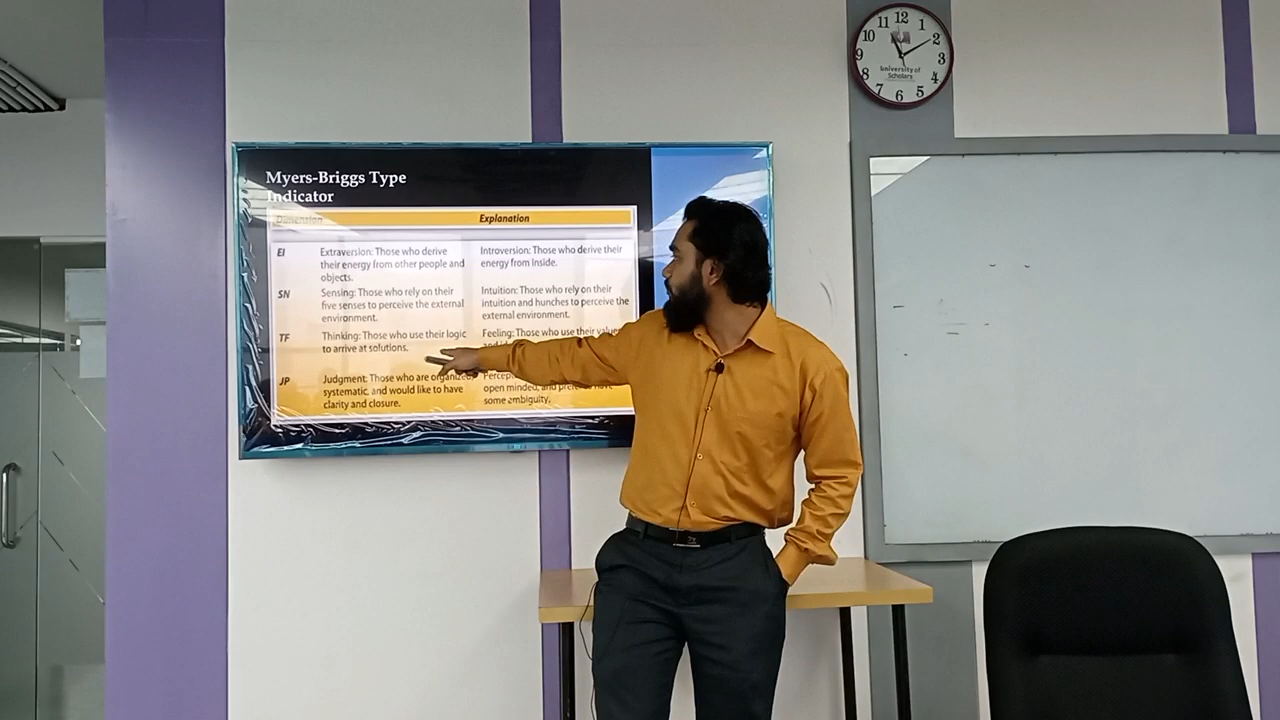 12
11 1
10 2
9 3
8 4
7 5
6
University of
Scholars
Myers-Briggs Type
Indicator
Dimension Explanation
EI Extraversion: Those who derive Introversion: Those who derive their
their energy from other people and energy from Inside.
objects.
SN Sensing: Those who rely on their Intuition: Those who rely on their
five senses to perceive the external intuition and hunches to perceive the
environment. external environment.
TF Thinking: Those who use their logic Feeling: Those who use their
to arrive at solutions.
JP Judgment: Those who are organized,
systematic, and would like to have open minded, and
clarity and closure. some ambiguity.